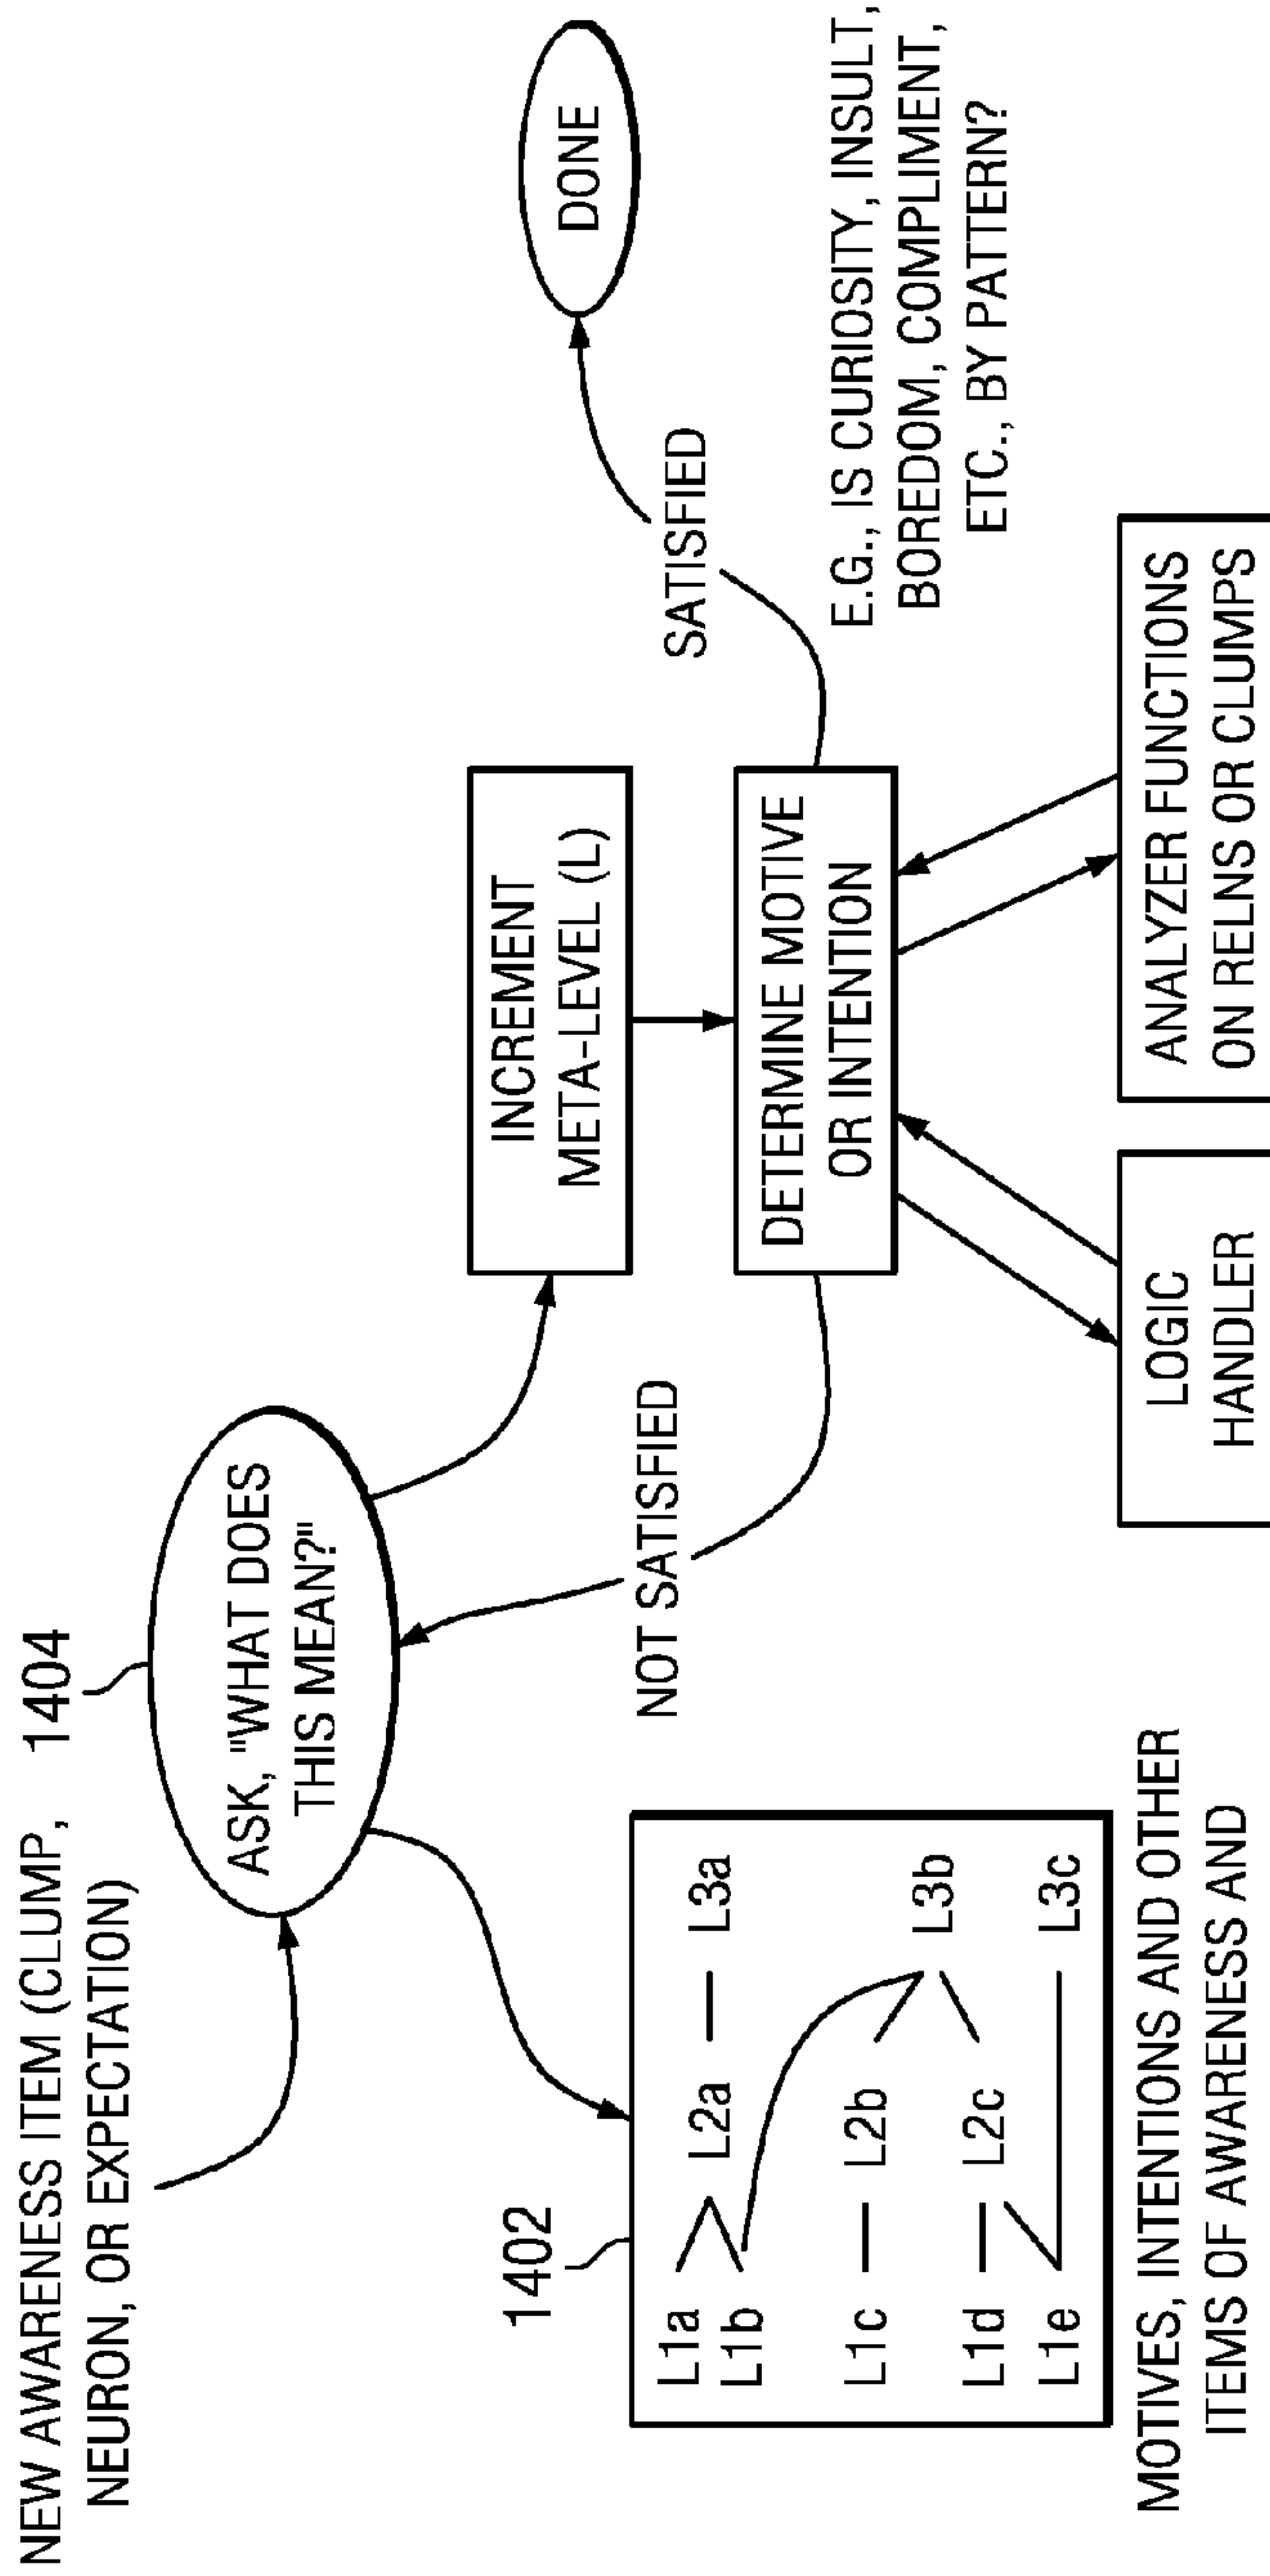 NEW AWARENESS ITEM (CLUMP,
NEURON, OR EXPECTATION)
1404
ASK, "WHAT DOES
THIS MEAN?"
1402
L1a
L1b
L2a
L3a
L1c
L2b
L3b
L1d
L2c
L1e
L3c
MOTIVES, INTENTIONS AND OTHER
ITEMS OF AWARENESS AND
NOT SATISFIED
INCREMENT
META-LEVEL (L)
DETERMINE MOTIVE
OR INTENTION
LOGIC
HANDLER
ANALYZER FUNCTIONS
ON RELNS OR CLUMPS
SATISFIED
DONE
E.G., IS CURIOSITY, INSULT,
BOREDOM, COMPLIMENT,
ETC., BY PATTERN?